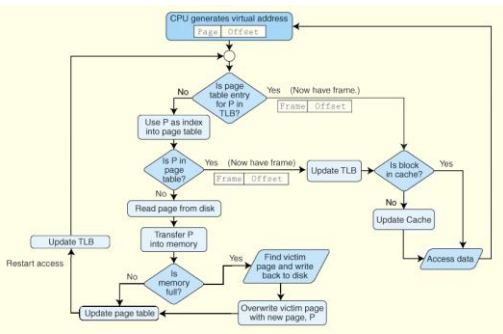 CPU generates virtual address
Page Offset
Is page
table entry
for P in
TLB?
No
Yes (Now have frame.)
Frame Offset
Use P as index
into page table
Is P in
page
table?
Yes (Now have frame)
Frame Offset
Update TLB
Is block
in cache?
Yes
No
No
Read page from disk
Update Cache
Transfer P
into memory
Update TLB
Restart access
Access data
Is
memory
full?
No
Yes
Find victim
page and write
back to disk
Update page table
Overwrite victim page
with new page, P